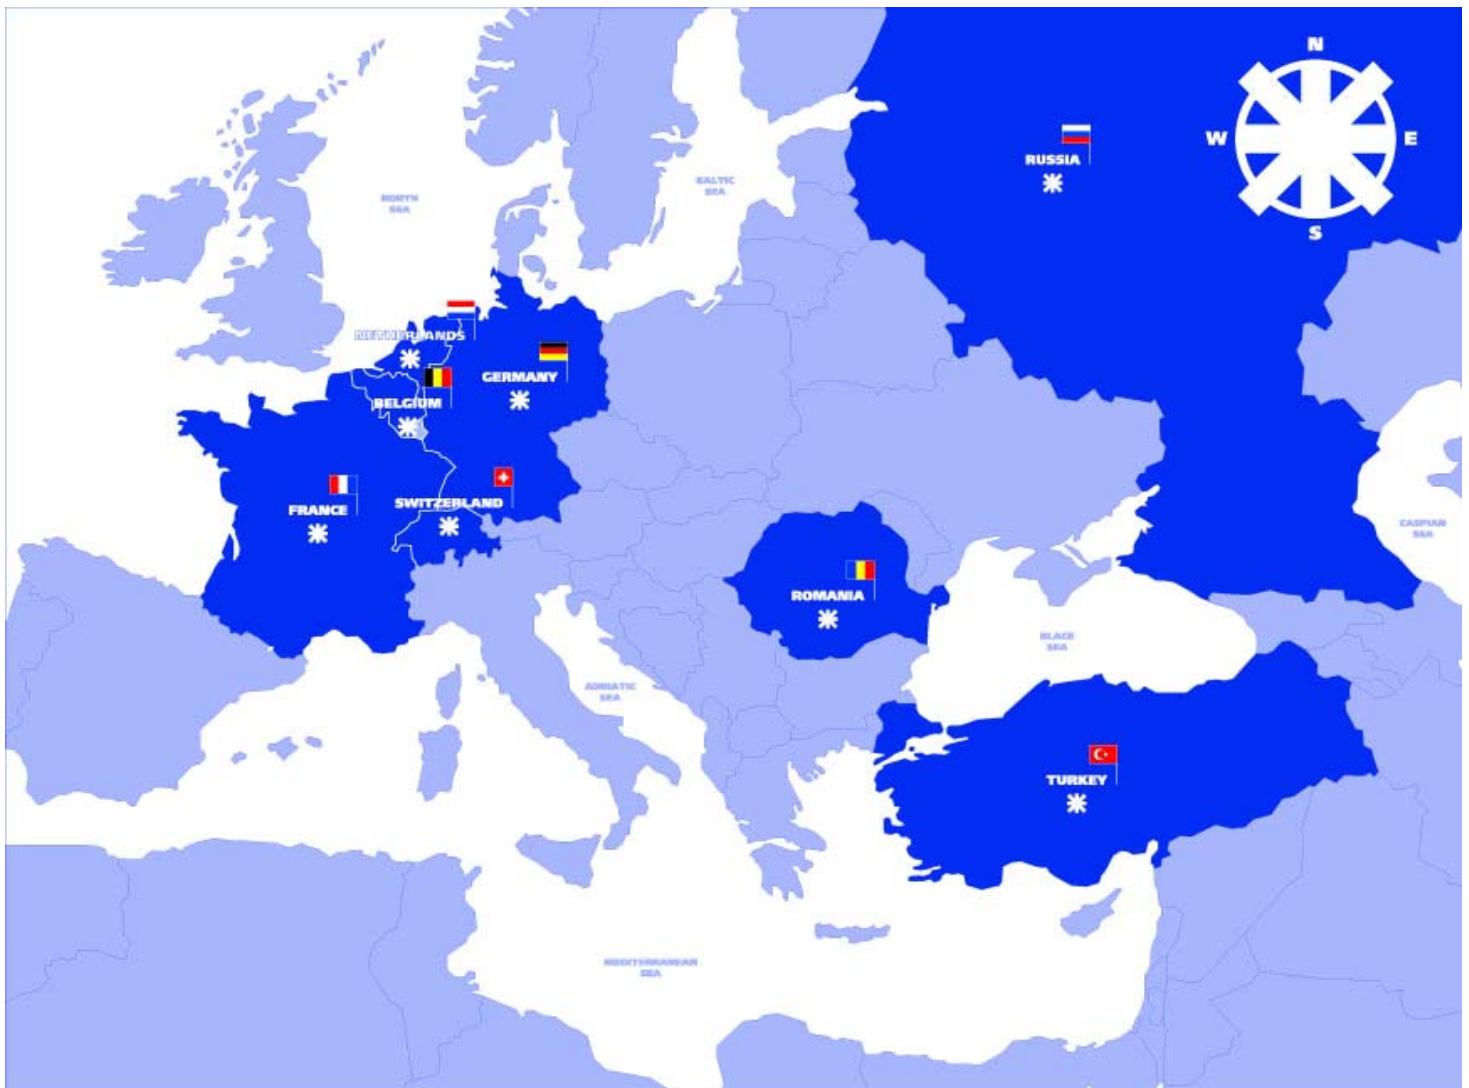 N
W
E
S
RUSSIA
NORTH
SEA
BALTIC
SEA
NETHERLANDS
GERMANY
BELGIUM
SWITZERLAND
FRANCE
CASPIAN
SEA
ROMANIA
BLACK
SEA
ADRIATIC
SEA
TURKEY
MEDITERRANEAN
SEA